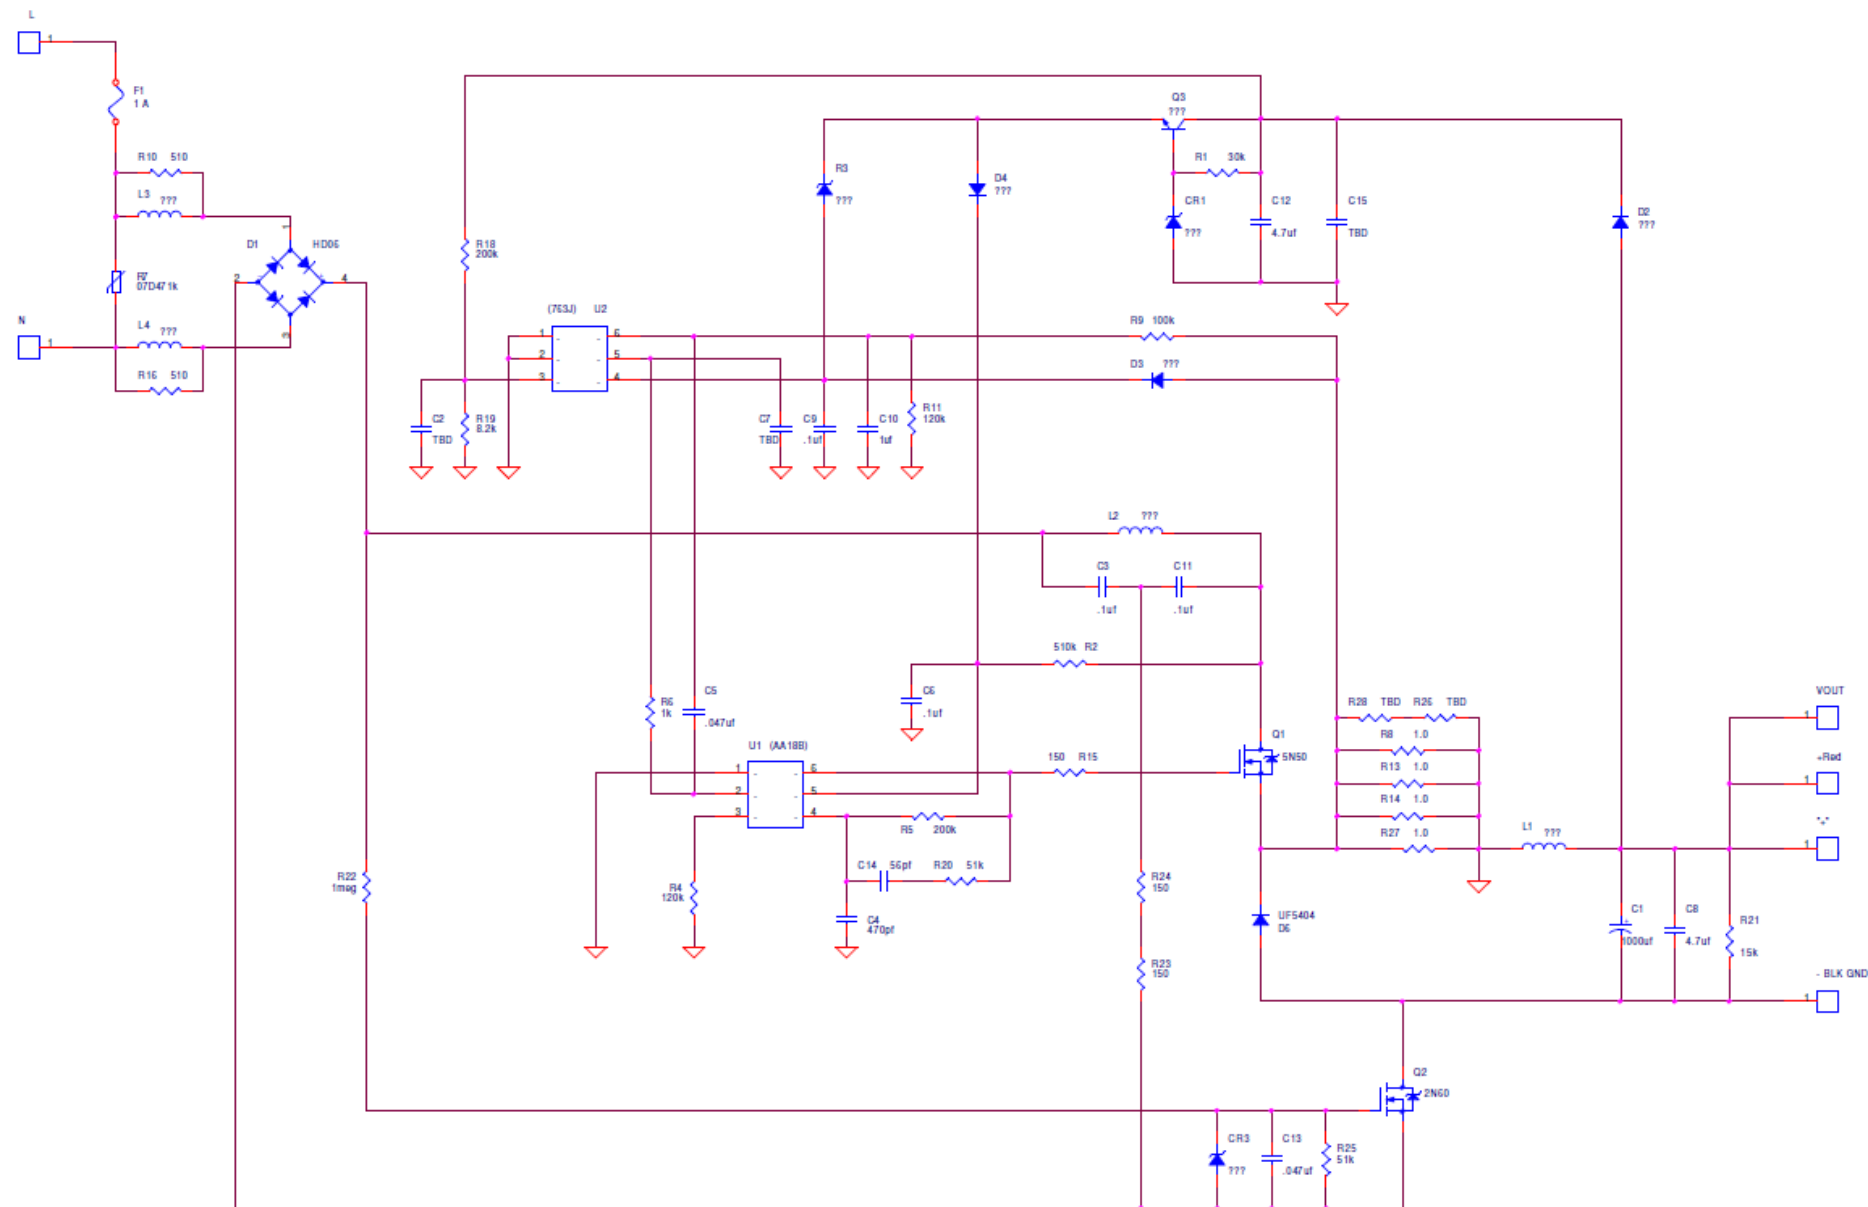 L
1
F1
1 A
R10 510
L3 ???
D1 HD06
1
2
4
3
R7
07D471k
N
1
L4 ???
R16 510
R18
200k
(763J) U2
1
2
3
6
5
4
C2
TBD
R19
8.2k
C7
TBD
C9
.1uf
C10
1uf
R11
120k
R3
???
D4
???
Q3
???
R1 30k
CR1
???
C12
4.7uf
C15
TBD
D2
???
R9 100k
D3 ???
L2 ???
C3
.1uf
C11
.1uf
510k R2
C6
.1uf
R6
1k
C5
.047uf
U1 (AA18B)
1
2
3
6
5
4
150 R15
Q1
5N50
R28 TBD R26 TBD
R8 1.0
R13 1.0
R14 1.0
R27 1.0
L1 ???
VOUT
1
+Red
1
"+"
1
R5 200k
C14 56pf R20 51k
R4
120k
C4
470pf
R22
1meg
R24
150
R23
150
UF5404
D6
C1
+
1000uf
C8
4.7uf
R21
15k
- BLK GND
1
Q2
2N60
CR3
???
C13
.047uf
R25
51k